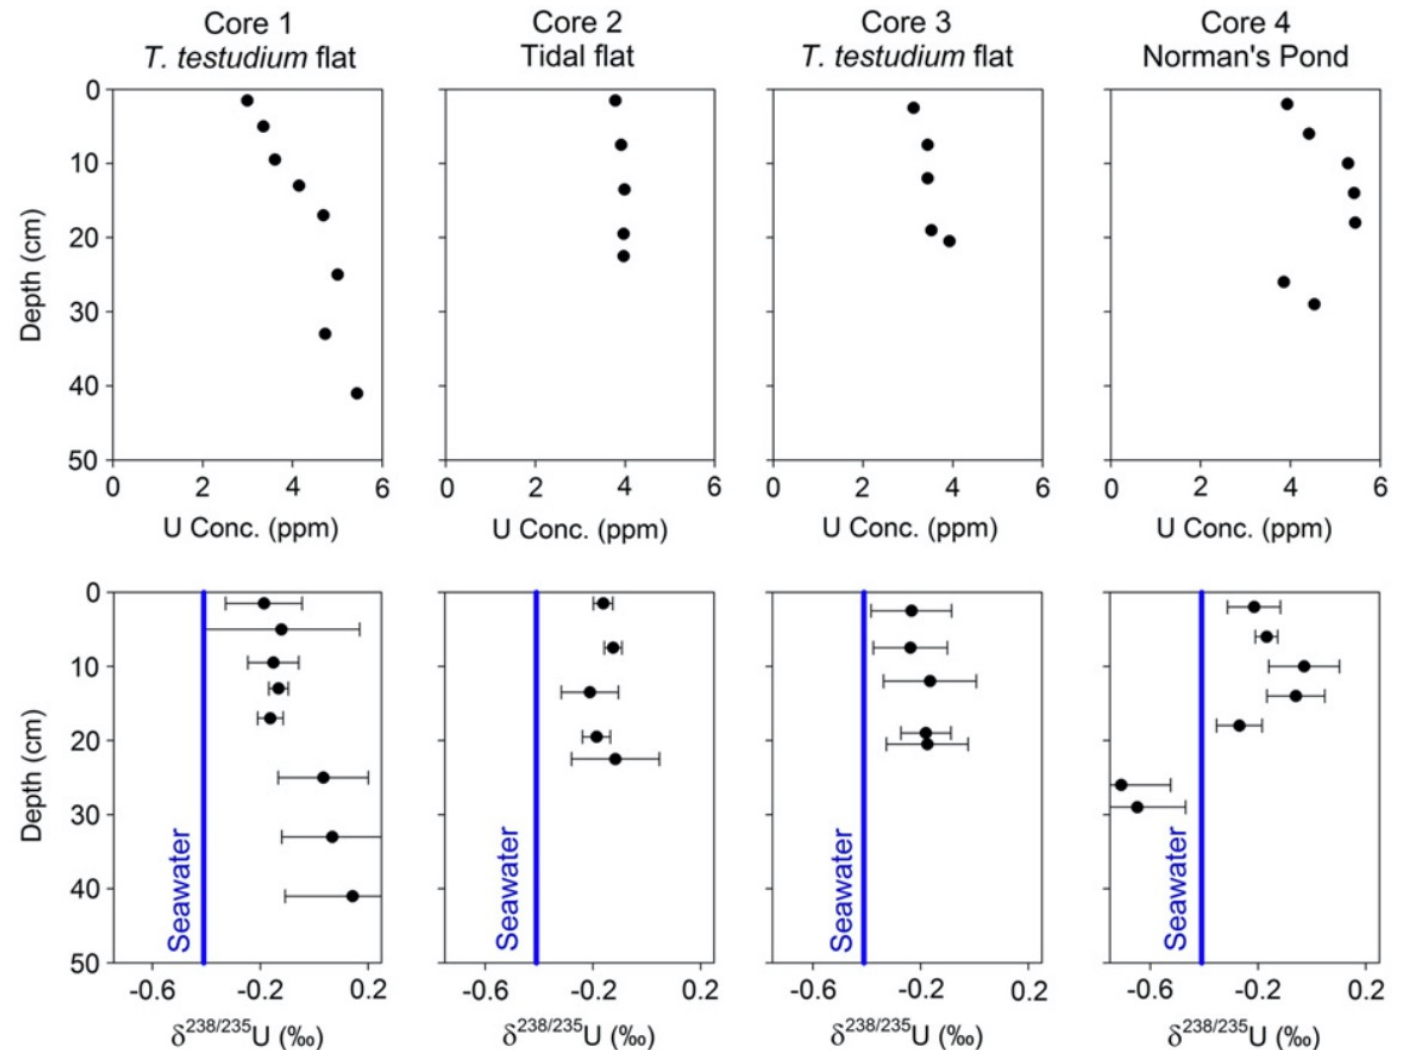 Core 1
T. testudium flat
Core 2
Tidal flat
Core 3
T. testudium flat
Core 4
Norman's Pond
Depth (cm)
0
10
20
30
40
50
0 2 4 6
0 2 4 6
0 2 4 6
0 2 4 6
U Conc. (ppm)
U Conc. (ppm)
U Conc. (ppm)
U Conc. (ppm)
Depth (cm)
0
10
20
30
40
50
Seawater
Seawater
Seawater
Seawater
-0.6 -0.2 0.2
-0.6 -0.2 0.2
-0.6 -0.2 0.2
-0.6 -0.2 0.2
δ238/235U (‰)
δ238/235U (‰)
δ238/235U (‰)
δ238/235U (‰)